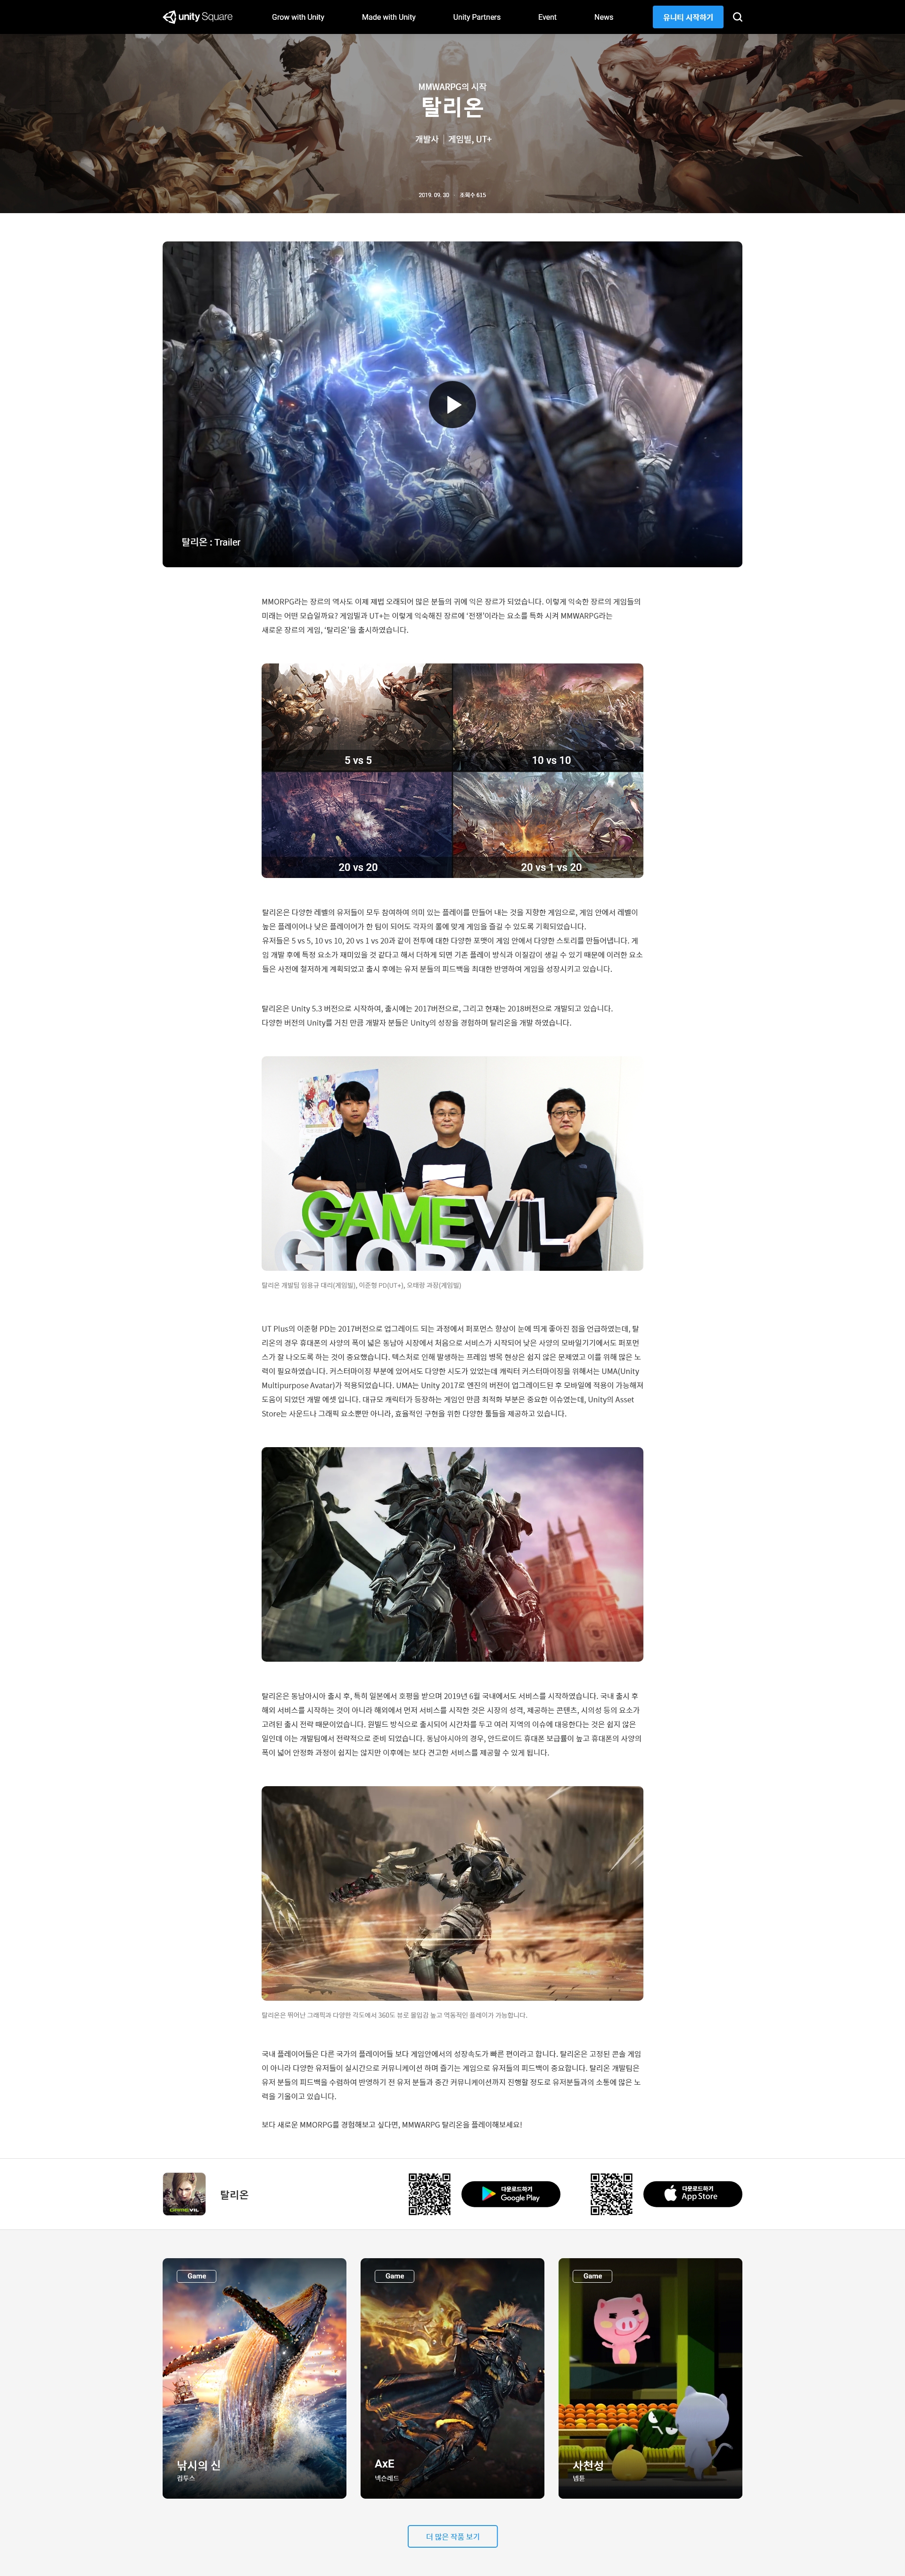 unity Square
Grow with Unity
Made with Unity
Unity Partners
Event
News
유니티 시작하기
MMWARPG의 시작
탈리온
개발사 | 게임빌, UT+
2019. 09. 30 · 조회수 615
탈리온 : Trailer
MMORPG라는 장르의 역사도 이제 제법 오래되어 많은 분들의 귀에 익은 장르가 되었습니다. 이렇게 익숙한 장르의 게임들의
미래는 어떤 모습일까요? 게임빌과 UT+는 이렇게 익숙해진 장르에 ‘전쟁’이라는 요소를 특화 시켜 MMWARPG라는
새로운 장르의 게임, ‘탈리온’을 출시하였습니다.
5 vs 5
10 vs 10
20 vs 20
20 vs 1 vs 20
탈리온은 다양한 레벨의 유저들이 모두 참여하여 의미 있는 플레이를 만들어 내는 것을 지향한 게임으로, 게임 안에서 레벨이
높은 플레이어나 낮은 플레이어가 한 팀이 되어도 각자의 롤에 맞게 게임을 즐길 수 있도록 기획되었습니다.
유저들은 5 vs 5, 10 vs 10, 20 vs 1 vs 20과 같이 전투에 대한 다양한 포맷이 게임 안에서 다양한 스토리를 만들어냅니다. 게
임 개발 후에 특정 요소가 재미있을 것 같다고 해서 더하게 되면 기존 플레이 방식과 이질감이 생길 수 있기 때문에 이러한 요소
들은 사전에 철저하게 계획되었고 출시 후에는 유저 분들의 피드백을 최대한 반영하여 게임을 성장시키고 있습니다.
탈리온은 Unity 5.3 버전으로 시작하여, 출시에는 2017버전으로, 그리고 현재는 2018버전으로 개발되고 있습니다.
다양한 버전의 Unity를 거친 만큼 개발자 분들은 Unity의 성장을 경험하며 탈리온을 개발 하였습니다.
GAMEVIL
GLOBAL
탈리온 개발팀 임용규 대리(게임빌), 이준형 PD(UT+), 오태랑 과장(게임빌)
UT Plus의 이준형 PD는 2017버전으로 업그레이드 되는 과정에서 퍼포먼스 향상이 눈에 띄게 좋아진 점을 언급하였는데, 탈
리온의 경우 휴대폰의 사양의 폭이 넓은 동남아 시장에서 처음으로 서비스가 시작되어 낮은 사양의 모바일기기에서도 퍼포먼
스가 잘 나오도록 하는 것이 중요했습니다. 텍스처로 인해 발생하는 프레임 병목 현상은 쉽지 않은 문제였고 이를 위해 많은 노
력이 필요하였습니다. 커스터마이징 부분에 있어서도 다양한 시도가 있었는데 캐릭터 커스터마이징을 위해서는 UMA(Unity
Multipurpose Avatar)가 적용되었습니다. UMA는 Unity 2017로 엔진의 버전이 업그레이드된 후 모바일에 적용이 가능해져
도움이 되었던 개발 에셋 입니다. 대규모 캐릭터가 등장하는 게임인 만큼 최적화 부분은 중요한 이슈였는데, Unity의 Asset
Store는 사운드나 그래픽 요소뿐만 아니라, 효율적인 구현을 위한 다양한 툴들을 제공하고 있습니다.
탈리온은 동남아시아 출시 후, 특히 일본에서 호평을 받으며 2019년 6월 국내에서도 서비스를 시작하였습니다. 국내 출시 후
해외 서비스를 시작하는 것이 아니라 해외에서 먼저 서비스를 시작한 것은 시장의 성격, 제공하는 콘텐츠, 시의성 등의 요소가
고려된 출시 전략 때문이었습니다. 원빌드 방식으로 출시되어 시간차를 두고 여러 지역의 이슈에 대응한다는 것은 쉽지 않은
일인데 이는 개발팀에서 전략적으로 준비 되었습니다. 동남아시아의 경우, 안드로이드 휴대폰 보급률이 높고 휴대폰의 사양의
폭이 넓어 안정화 과정이 쉽지는 않지만 이후에는 보다 견고한 서비스를 제공할 수 있게 됩니다.
탈리온은 뛰어난 그래픽과 다양한 각도에서 360도 뷰로 몰입감 높고 역동적인 플레이가 가능합니다.
국내 플레이어들은 다른 국가의 플레이어들 보다 게임안에서의 성장속도가 빠른 편이라고 합니다. 탈리온은 고정된 콘솔 게임
이 아니라 다양한 유저들이 실시간으로 커뮤니케이션 하며 즐기는 게임으로 유저들의 피드백이 중요합니다. 탈리온 개발팀은
유저 분들의 피드백을 수렴하여 반영하기 전 유저 분들과 중간 커뮤니케이션까지 진행할 정도로 유저분들과의 소통에 많은 노
력을 기울이고 있습니다.
보다 새로운 MMORPG를 경험해보고 싶다면, MMWARPG 탈리온을 플레이해보세요!
GAMEVIL
탈리온
다운로드하기
Google Play
다운로드하기
App Store
Game
낚시의 신
컴투스
Game
AxE
넥슨레드
Game
사천성
넵튠
더 많은 작품 보기